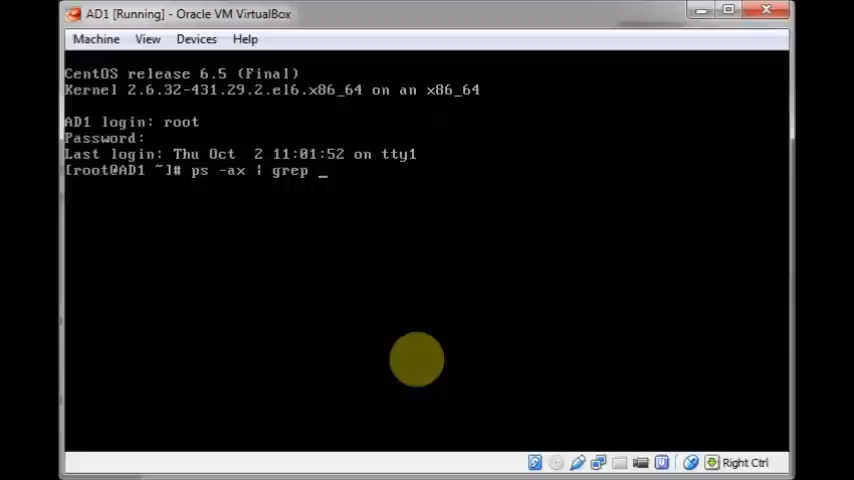 AD1 [Running] - Oracle VM VirtualBox
Machine View Devices Help
CentOS release 6.5 (Final)
Kernel 2.6.32-431.29.2.el6.x86_64 on an x86_64
AD1 login: root
Password:
Last login: Thu Oct  2 11:01:52 on tty1
[root@AD1 ~]# ps -ax | grep _
Right Ctrl